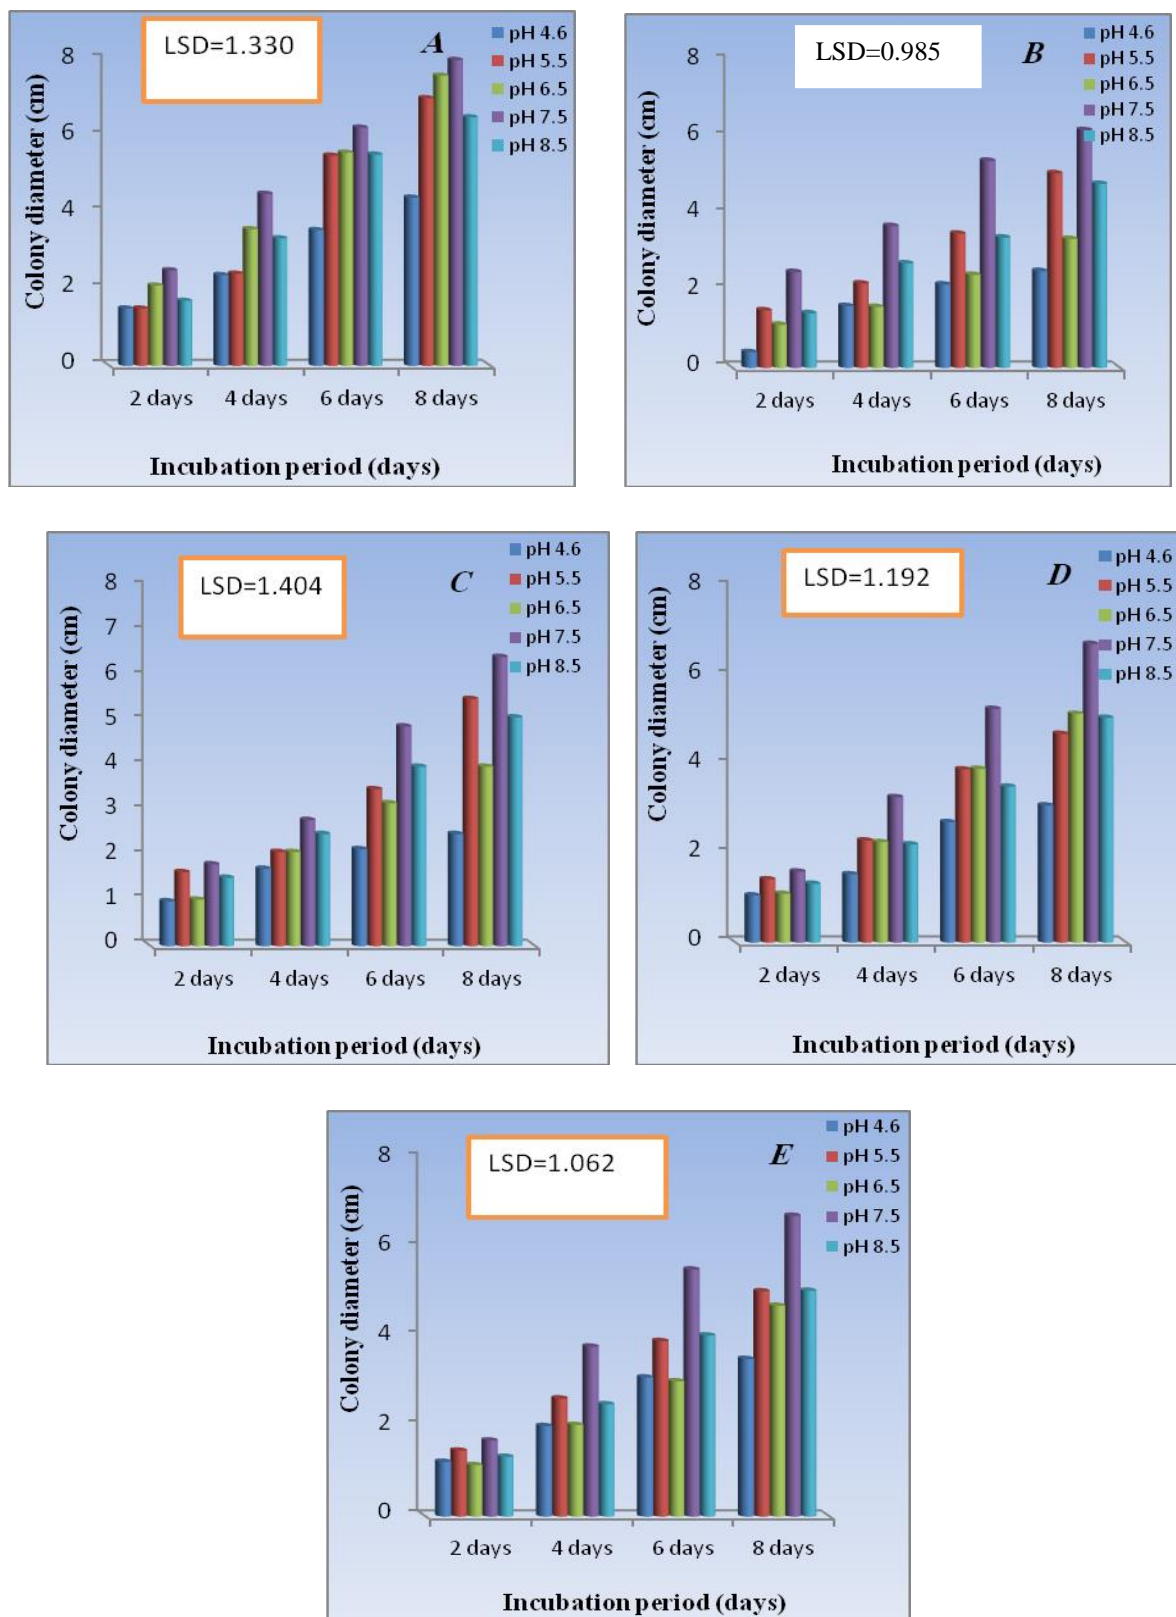 LSD=1.330
A
pH 4.6
pH 5.5
pH 6.5
pH 7.5
pH 8.5
Colony diameter (cm)
8
6
4
2
0
2 days 4 days 6 days 8 days
Incubation period (days)
LSD=0.985
B
pH 4.6
pH 5.5
pH 6.5
pH 7.5
pH 8.5
Colony diameter (cm)
8
6
4
2
0
2 days 4 days 6 days 8 days
Incubation period (days)
LSD=1.404
C
pH 4.6
pH 5.5
pH 6.5
pH 7.5
pH 8.5
Colony diameter (cm)
8
7
6
5
4
3
2
1
0
2 days 4 days 6 days 8 days
Incubation period (days)
LSD=1.192
D
pH 4.6
pH 5.5
pH 6.5
pH 7.5
pH 8.5
Colony diameter (cm)
8
6
4
2
0
2 days 4 days 6 days 8 days
Incubation period (days)
LSD=1.062
E
pH 4.6
pH 5.5
pH 6.5
pH 7.5
pH 8.5
Colony diameter (cm)
8
6
4
2
0
2 days 4 days 6 days 8 days
Incubation period (days)